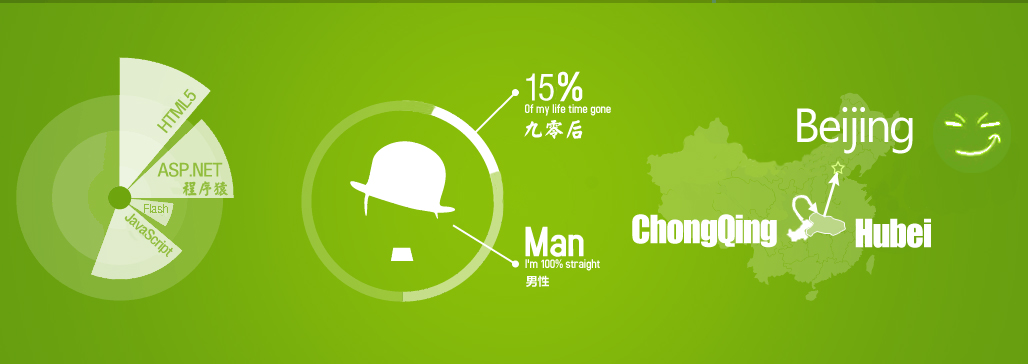 HTML5
ASP.NET
程序猿
Flash
JavaScript
15%
Of my life time gone
九零后
Man
I'm 100% straight
男性
Beijing
ChongQing
Hubei